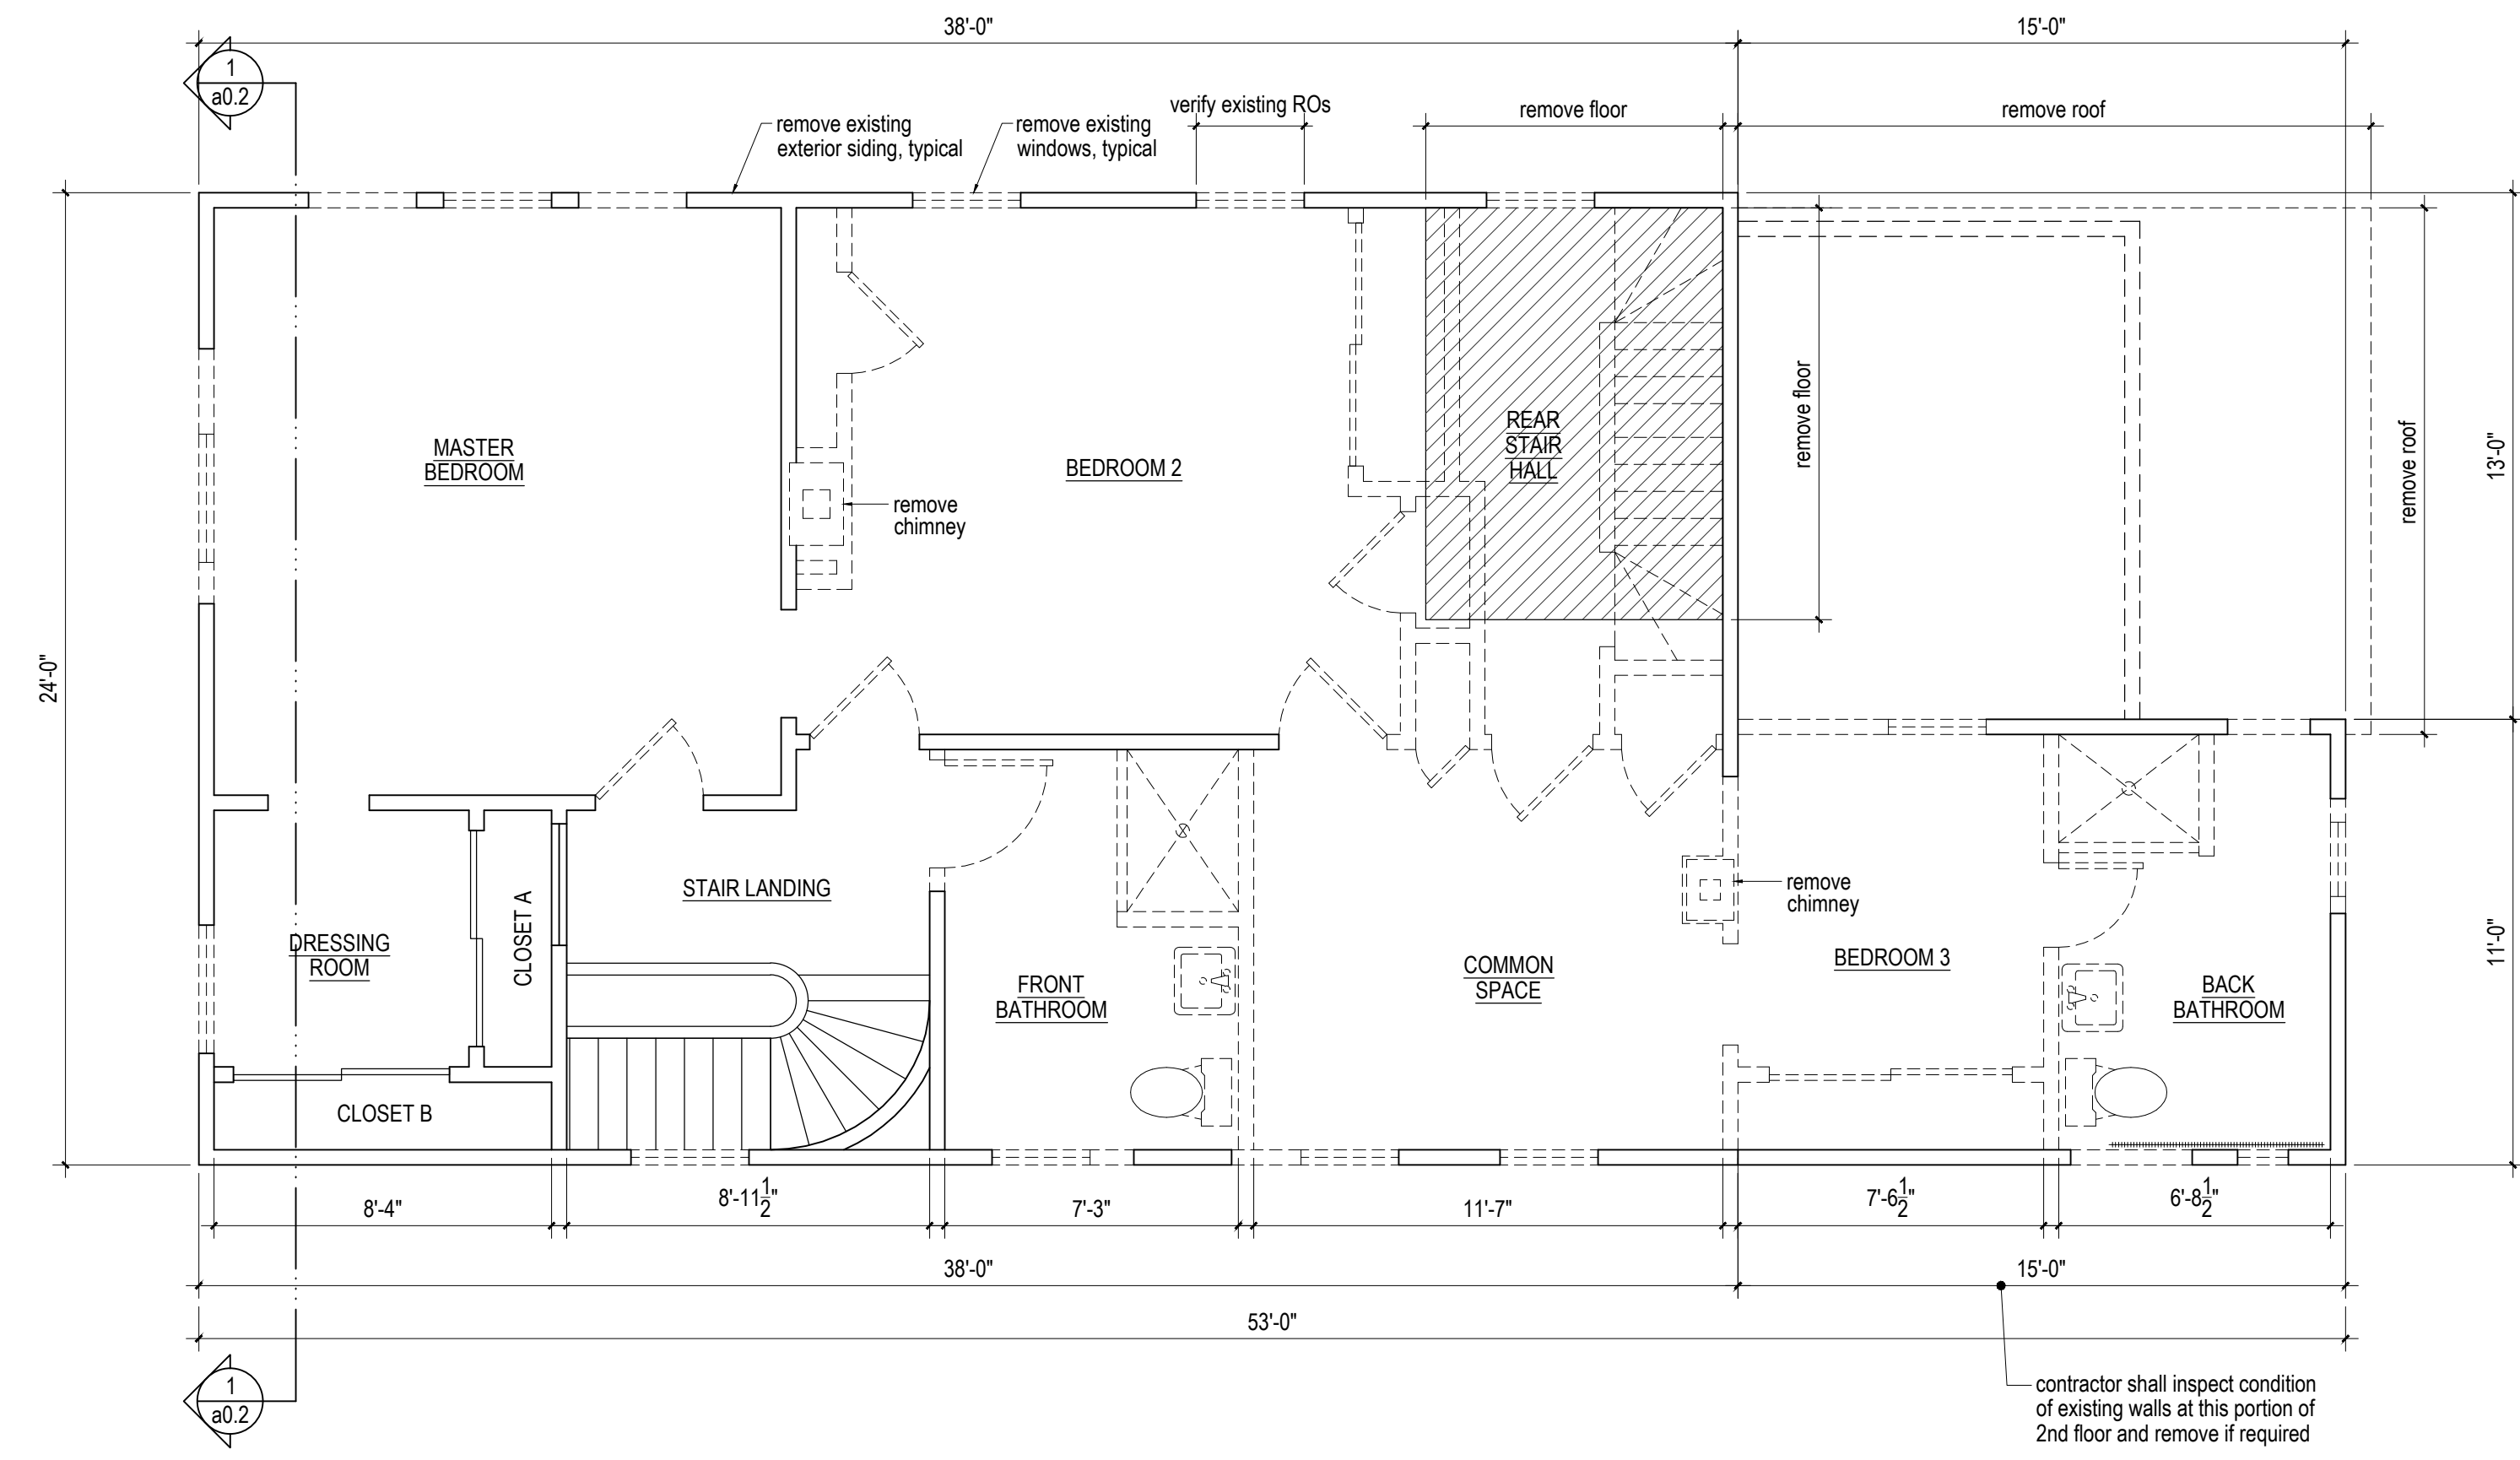 38'-0"
15'-0"
1
a0.2
verify existing ROs
remove floor
remove roof
remove existing
exterior siding, typical
remove existing
windows, typical
MASTER
BEDROOM
BEDROOM 2
REAR
STAIR
HALL
remove floor
remove roof
13'-0"
remove
chimney
24'-0"
STAIR LANDING
remove
chimney
CLOSET A
DRESSING
ROOM
FRONT
BATHROOM
COMMON
SPACE
BEDROOM 3
BACK
BATHROOM
11'-0"
CLOSET B
8'-4"
8'-11 1/2"
7'-3"
11'-7"
7'-6 1/2"
6'-8 1/2"
38'-0"
15'-0"
53'-0"
1
a0.2
contractor shall inspect condition
of existing walls at this portion of
2nd floor and remove if required